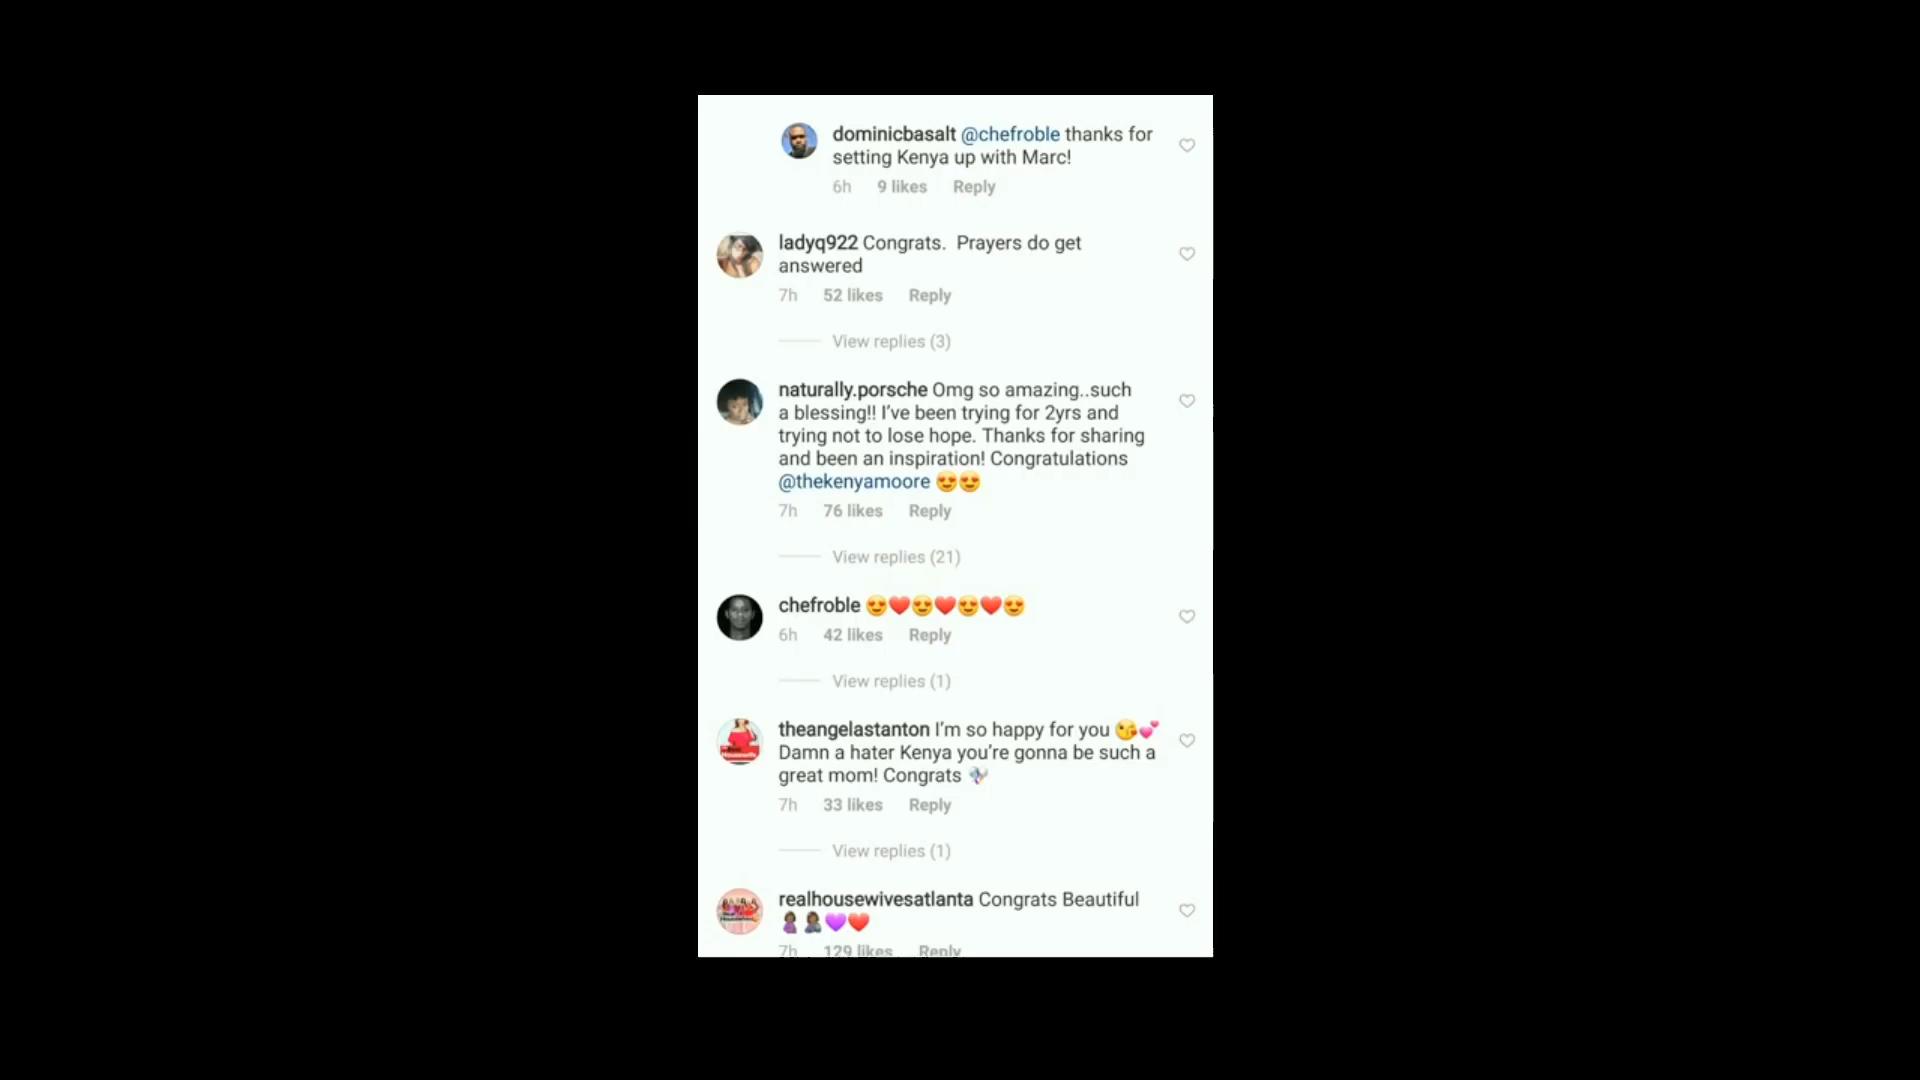 dominicbasalt @chefroble thanks for
setting Kenya up with Marc!
6h 9 likes Reply
ladyq922 Congrats. Prayers do get
answered
7h 52 likes Reply
View replies (3)
naturally.porsche Omg so amazing..such
a blessing!! I've been trying for 2yrs and
trying not to lose hope. Thanks for sharing
and been an inspiration! Congratulations
@thekenyamoore 😍😍
7h 76 likes Reply
View replies (21)
chefroble 😍❤️😍❤️😍❤️😍
6h 42 likes Reply
View replies (1)
theangelastanton I'm so happy for you 😘💕
Damn a hater Kenya you're gonna be such a
great mom! Congrats
7h 33 likes Reply
View replies (1)
realhousewivesatlanta Congrats Beautiful
🤰🏾🤱🏾💜❤️
7h 129 likes Reply